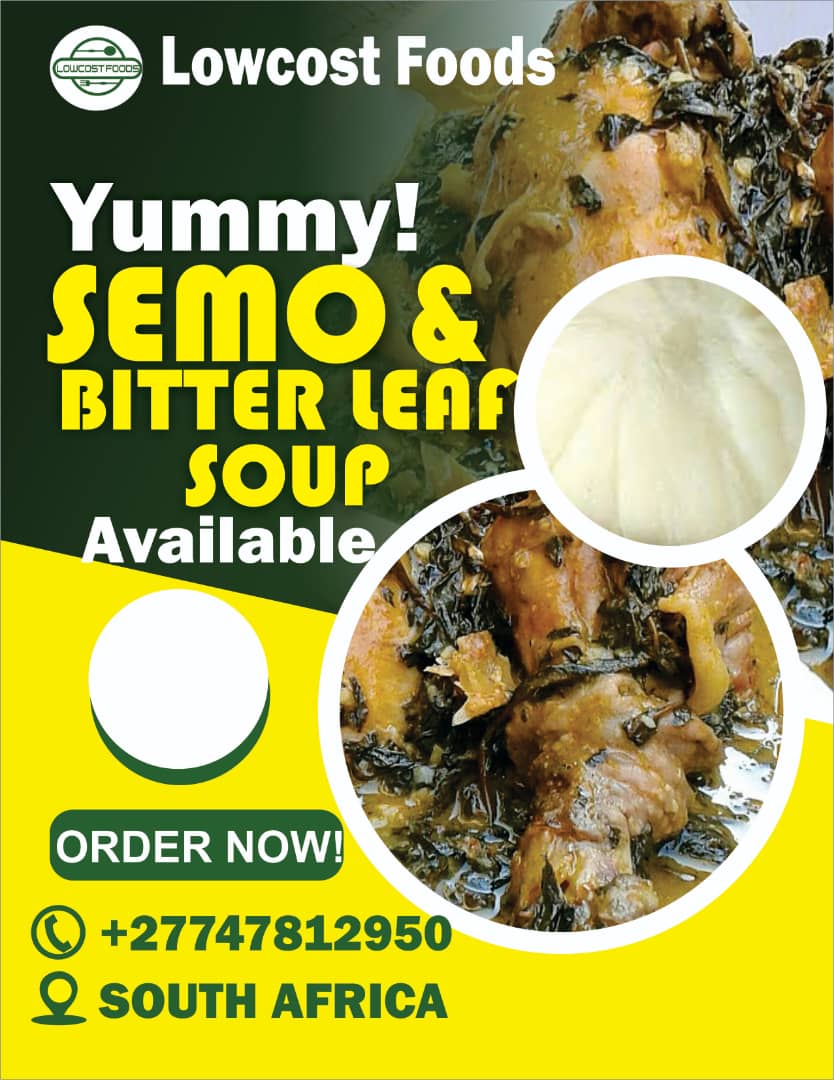 LOWCOST FOODS
Lowcost Foods
Yummy!
SEMO &
BITTER LEAF
SOUP
Available
ORDER NOW!
+27747812950
SOUTH AFRICA